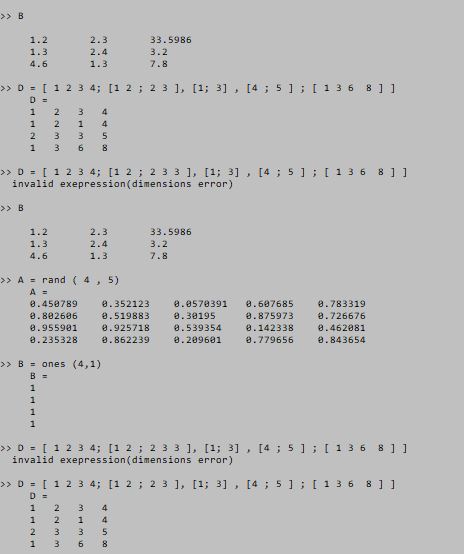 >> B
1.2 2.3 33.5986
1.3 2.4 3.2
4.6 1.3 7.8
>> D = [ 1 2 3 4; [1 2 ; 2 3 ], [1; 3] , [4 ; 5 ] ; [ 1 3 6 8 ] ]
D =
1 2 3 4
1 2 1 4
2 3 3 5
1 3 6 8
>> D = [ 1 2 3 4; [1 2 ; 2 3 3 ], [1; 3] , [4 ; 5 ] ; [ 1 3 6 8 ] ]
invalid exepression(dimensions error)
>> B
1.2 2.3 33.5986
1.3 2.4 3.2
4.6 1.3 7.8
>> A = rand ( 4 , 5)
A =
0.450789 0.352123 0.0570391 0.607685 0.783319
0.802606 0.519883 0.30195 0.875973 0.726676
0.955901 0.925718 0.539354 0.142338 0.462081
0.235328 0.862239 0.209601 0.779656 0.843654
>> B = ones (4,1)
B =
1
1
1
1
>> D = [ 1 2 3 4; [1 2 ; 2 3 3 ], [1; 3] , [4 ; 5 ] ; [ 1 3 6 8 ] ]
invalid exepression(dimensions error)
>> D = [ 1 2 3 4; [1 2 ; 2 3 ], [1; 3] , [4 ; 5 ] ; [ 1 3 6 8 ] ]
D =
1 2 3 4
1 2 1 4
2 3 3 5
1 3 6 8